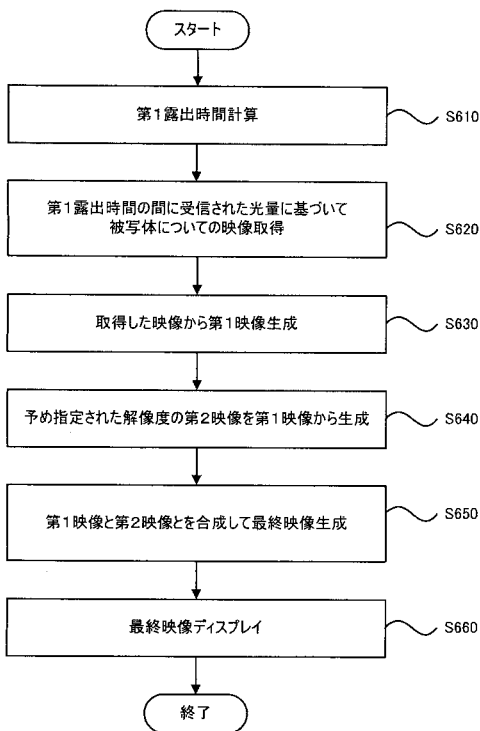 スタート
第1露出時間計算
S610
第1露出時間の間に受信された光量に基づいて
被写体についての映像取得
S620
取得した映像から第1映像生成
S630
予め指定された解像度の第2映像を第1映像から生成
S640
第1映像と第2映像とを合成して最終映像生成
S650
最終映像ディスプレイ
S660
終了